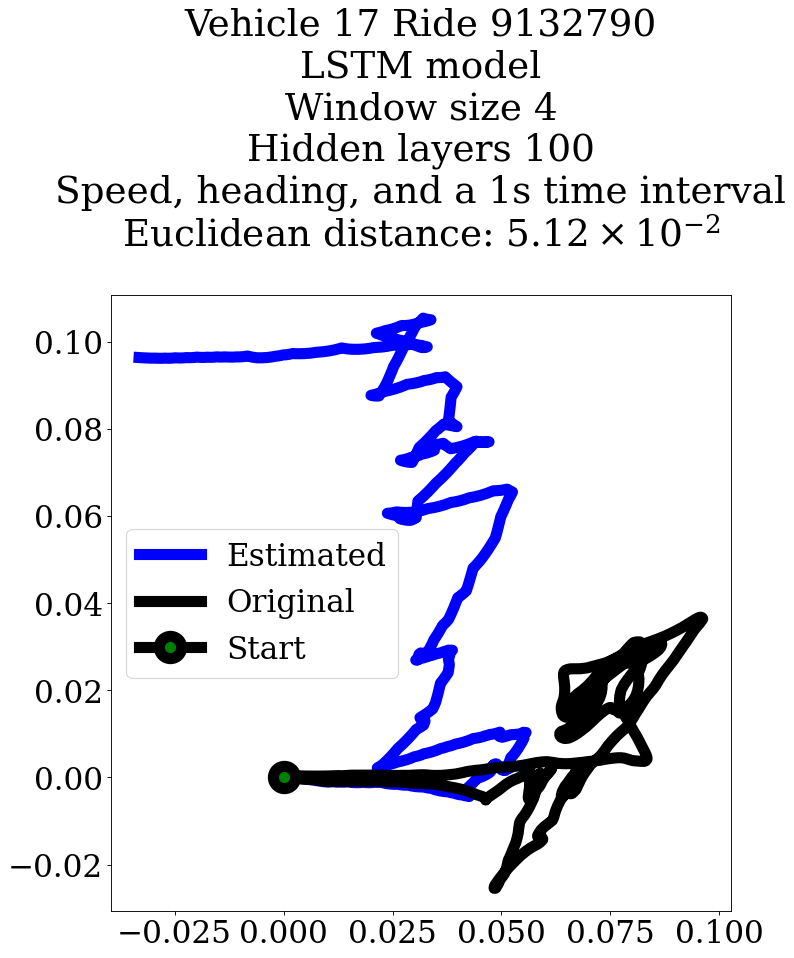 Vehicle 17 Ride 9132790
LSTM model
Window size 4
Hidden layers 100
Speed, heading, and a 1s time interval
Euclidean distance: 5.12 × 10⁻²
0.10
0.08
0.06
0.04
0.02
0.00
−0.02
Estimated
Original
Start
−0.025 0.000 0.025 0.050 0.075 0.100